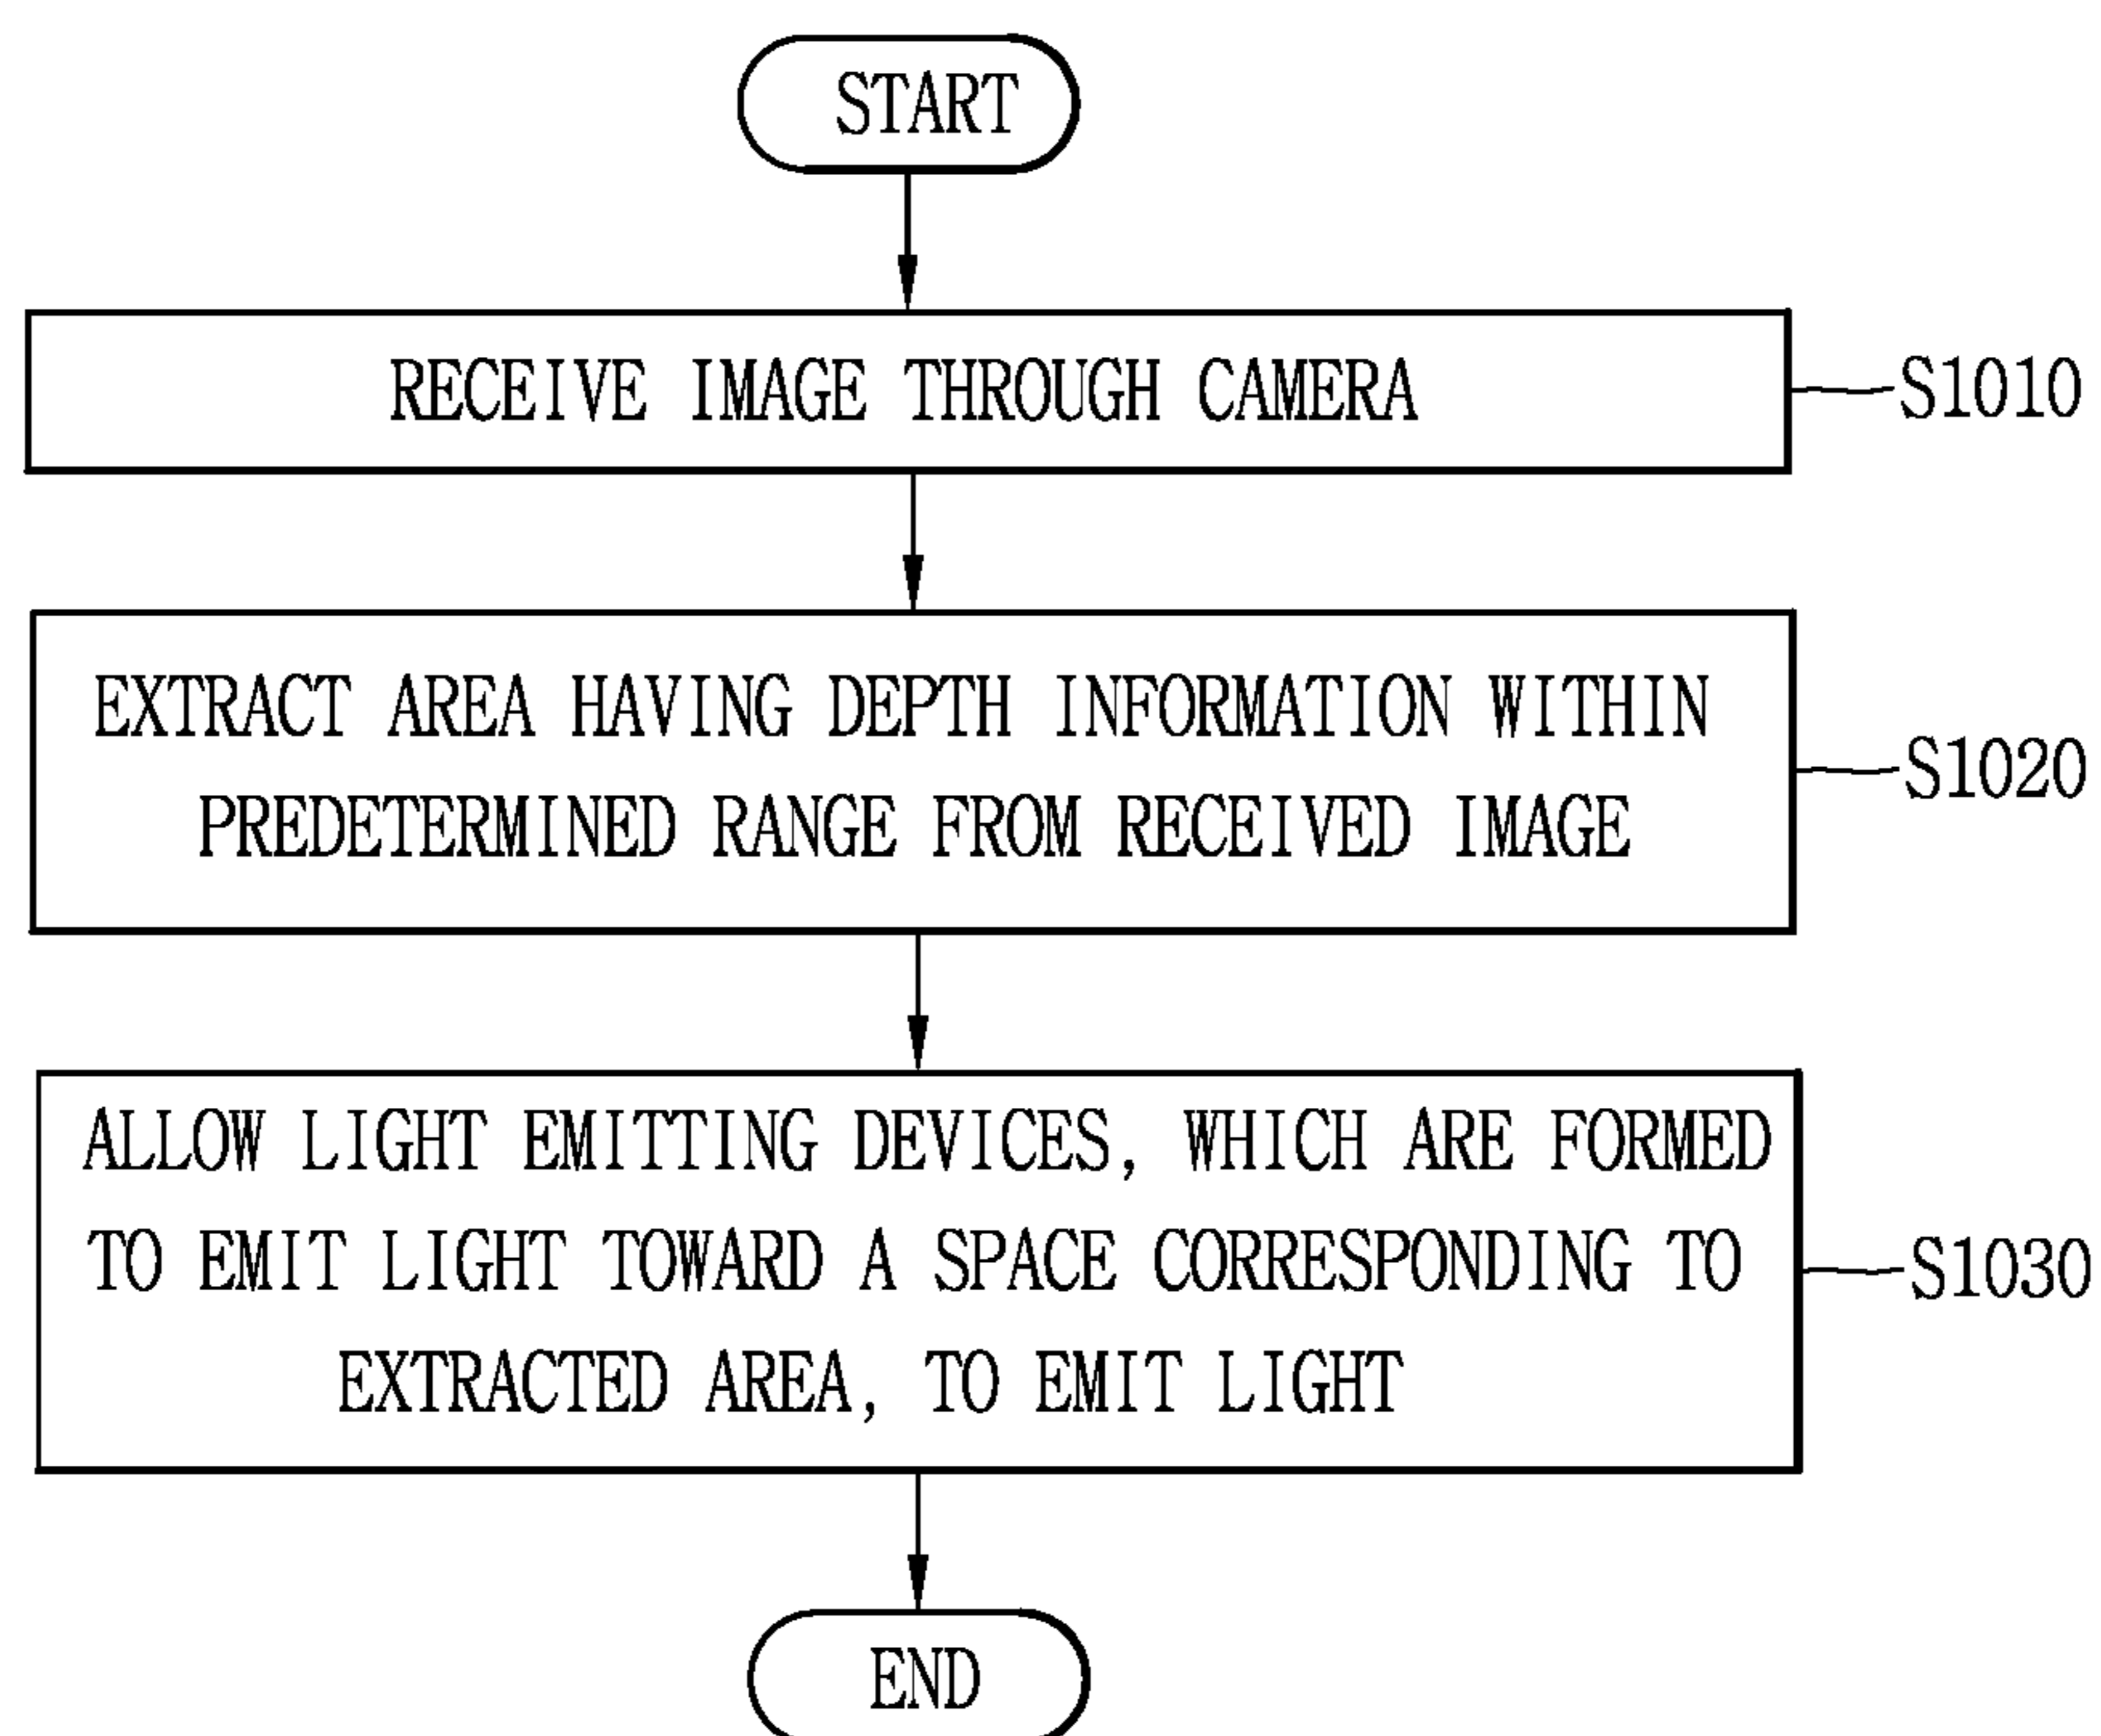 START
RECEIVE IMAGE THROUGH CAMERA
S1010
EXTRACT AREA HAVING DEPTH INFORMATION WITHIN
PREDETERMINED RANGE FROM RECEIVED IMAGE
S1020
ALLOW LIGHT EMITTING DEVICES, WHICH ARE FORMED
TO EMIT LIGHT TOWARD A SPACE CORRESPONDING TO
EXTRACTED AREA, TO EMIT LIGHT
S1030
END